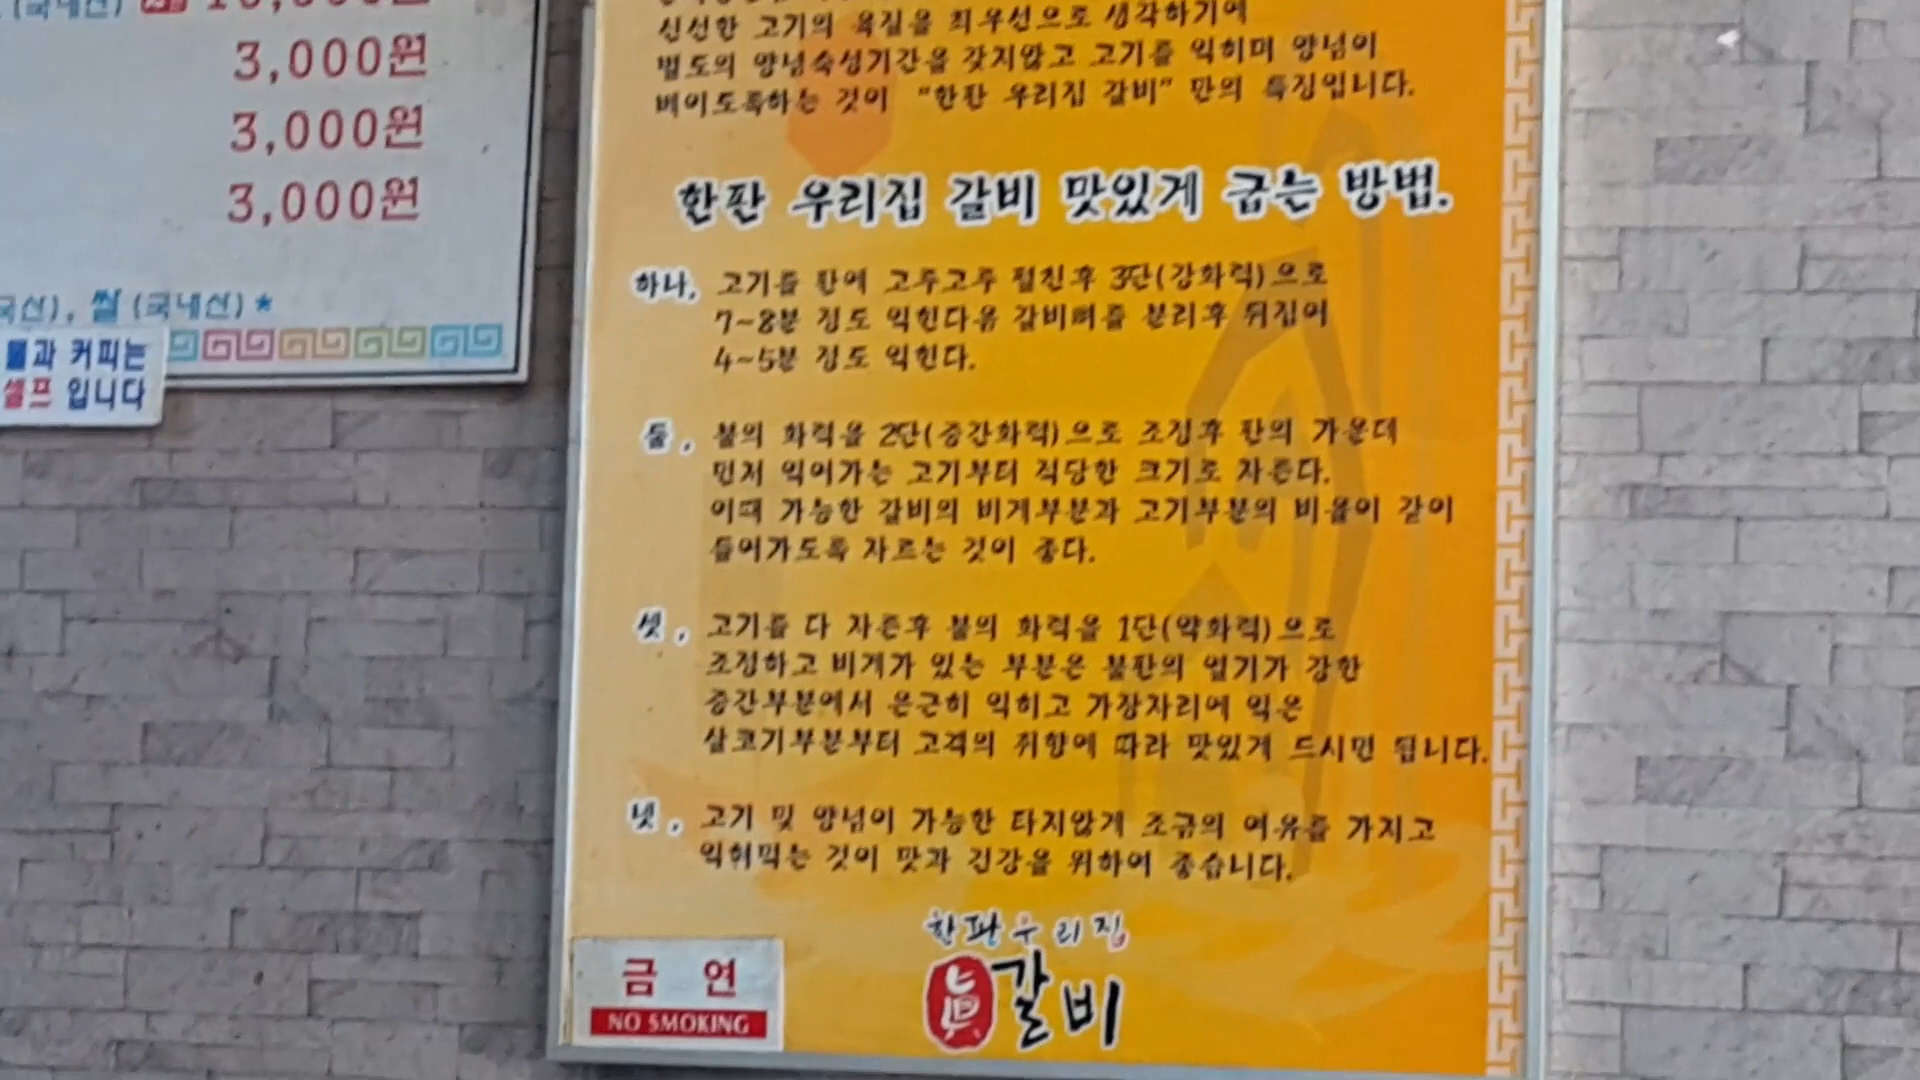 (국내산)
3,000원
3,000원
3,000원
쌀 (국내산) ★
물과 커피는
셀프 입니다
신선한 고기의 육질을 최우선으로 생각하기에
별도의 양념숙성기간을 갖지않고 고기를 익히며 양념이
베이도록하는 것이 "한판 우리집 갈비" 만의 특징입니다.
한판 우리집 갈비 맛있게 굽는 방법.
하나, 고기를 판에 고루고루 펼친후 3단(강화력)으로
7~8분 정도 익힌다음 갈비뼈를 분리후 뒤집어
4~5분 정도 익힌다.
둘, 불의 화력을 2단(중간화력)으로 조정후 판의 가운데
먼저 익어가는 고기부터 적당한 크기로 자른다.
이때 가능한 갈비의 비계부분과 고기부분의 비율이 같이
들어가도록 자르는 것이 좋다.
셋, 고기를 다 자른후 불의 화력을 1단(약화력)으로
조정하고 비계가 있는 부분은 불판의 열기가 강한
중간부분에서 은근히 익히고 가장자리에 익은
살코기부분부터 고객의 취향에 따라 맛있게 드시면 됩니다.
넷, 고기 및 양념이 가능한 타지않게 조금의 여유를 가지고
익혀먹는 것이 맛과 건강을 위하여 좋습니다.
한판우리집
眞갈비
금 연
NO SMOKING